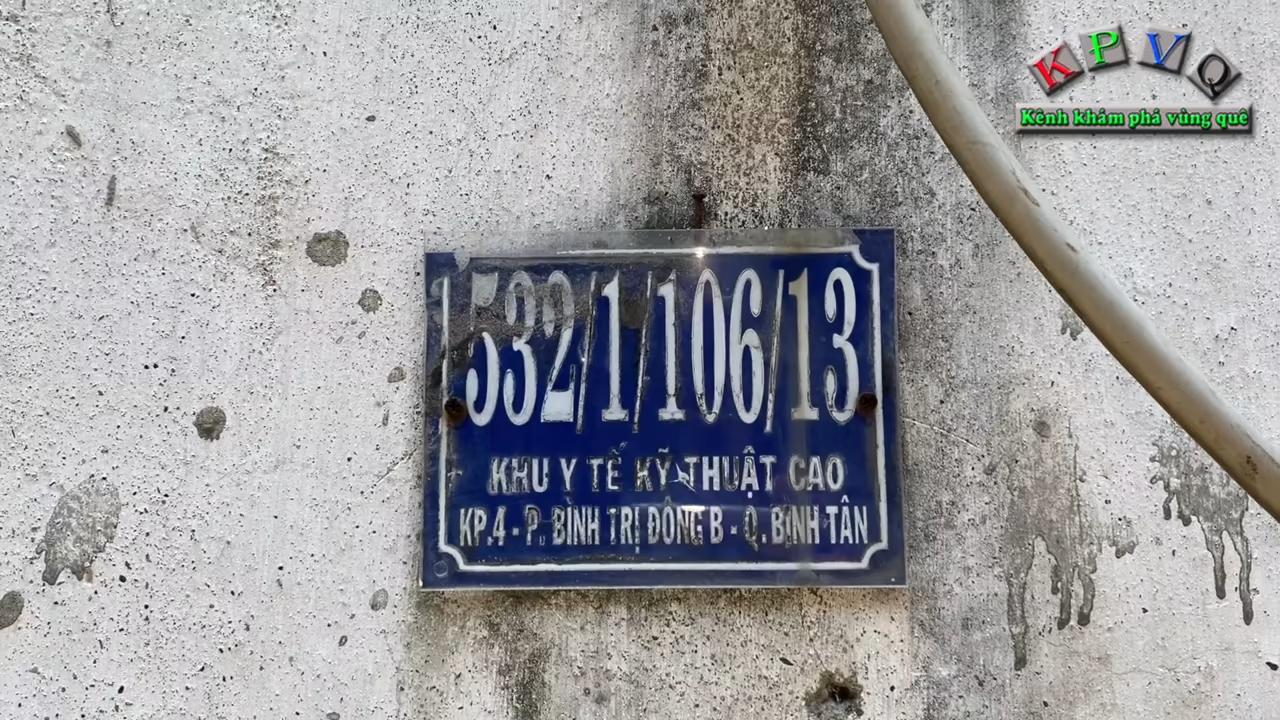 K P V Q
Kênh khám phá vùng quê
532/1/106/13
KHU Y TẾ KỸ THUẬT CAO
KP.4 - P. BÌNH TRỊ ĐÔNG B - Q. BÌNH TÂN